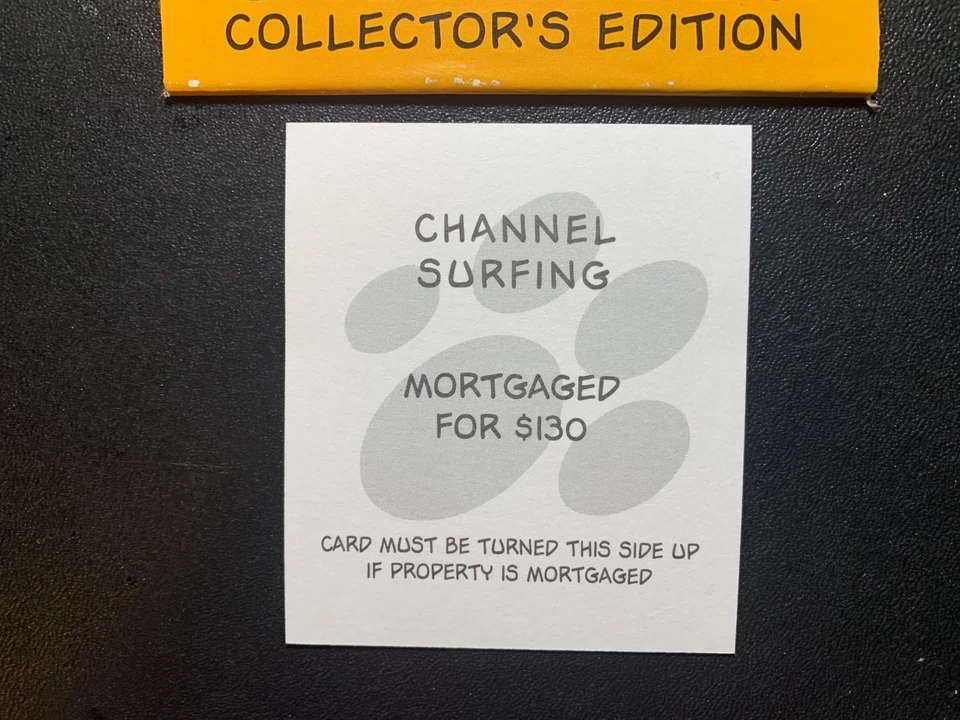 COLLECTOR'S EDITION
CHANNEL
SURFING
MORTGAGED
FOR $130
CARD MUST BE TURNED THIS SIDE UP
IF PROPERTY IS MORTGAGED